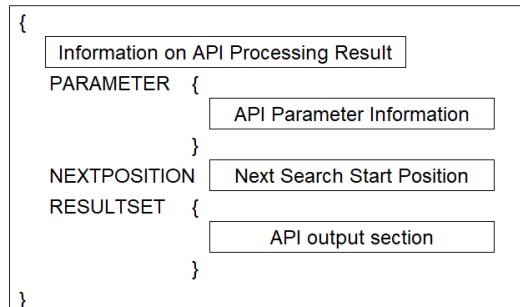 {
Information on API Processing Result
PARAMETER {
API Parameter Information
}
NEXTPOSITION Next Search Start Position
RESULTSET {
API output section
}
}